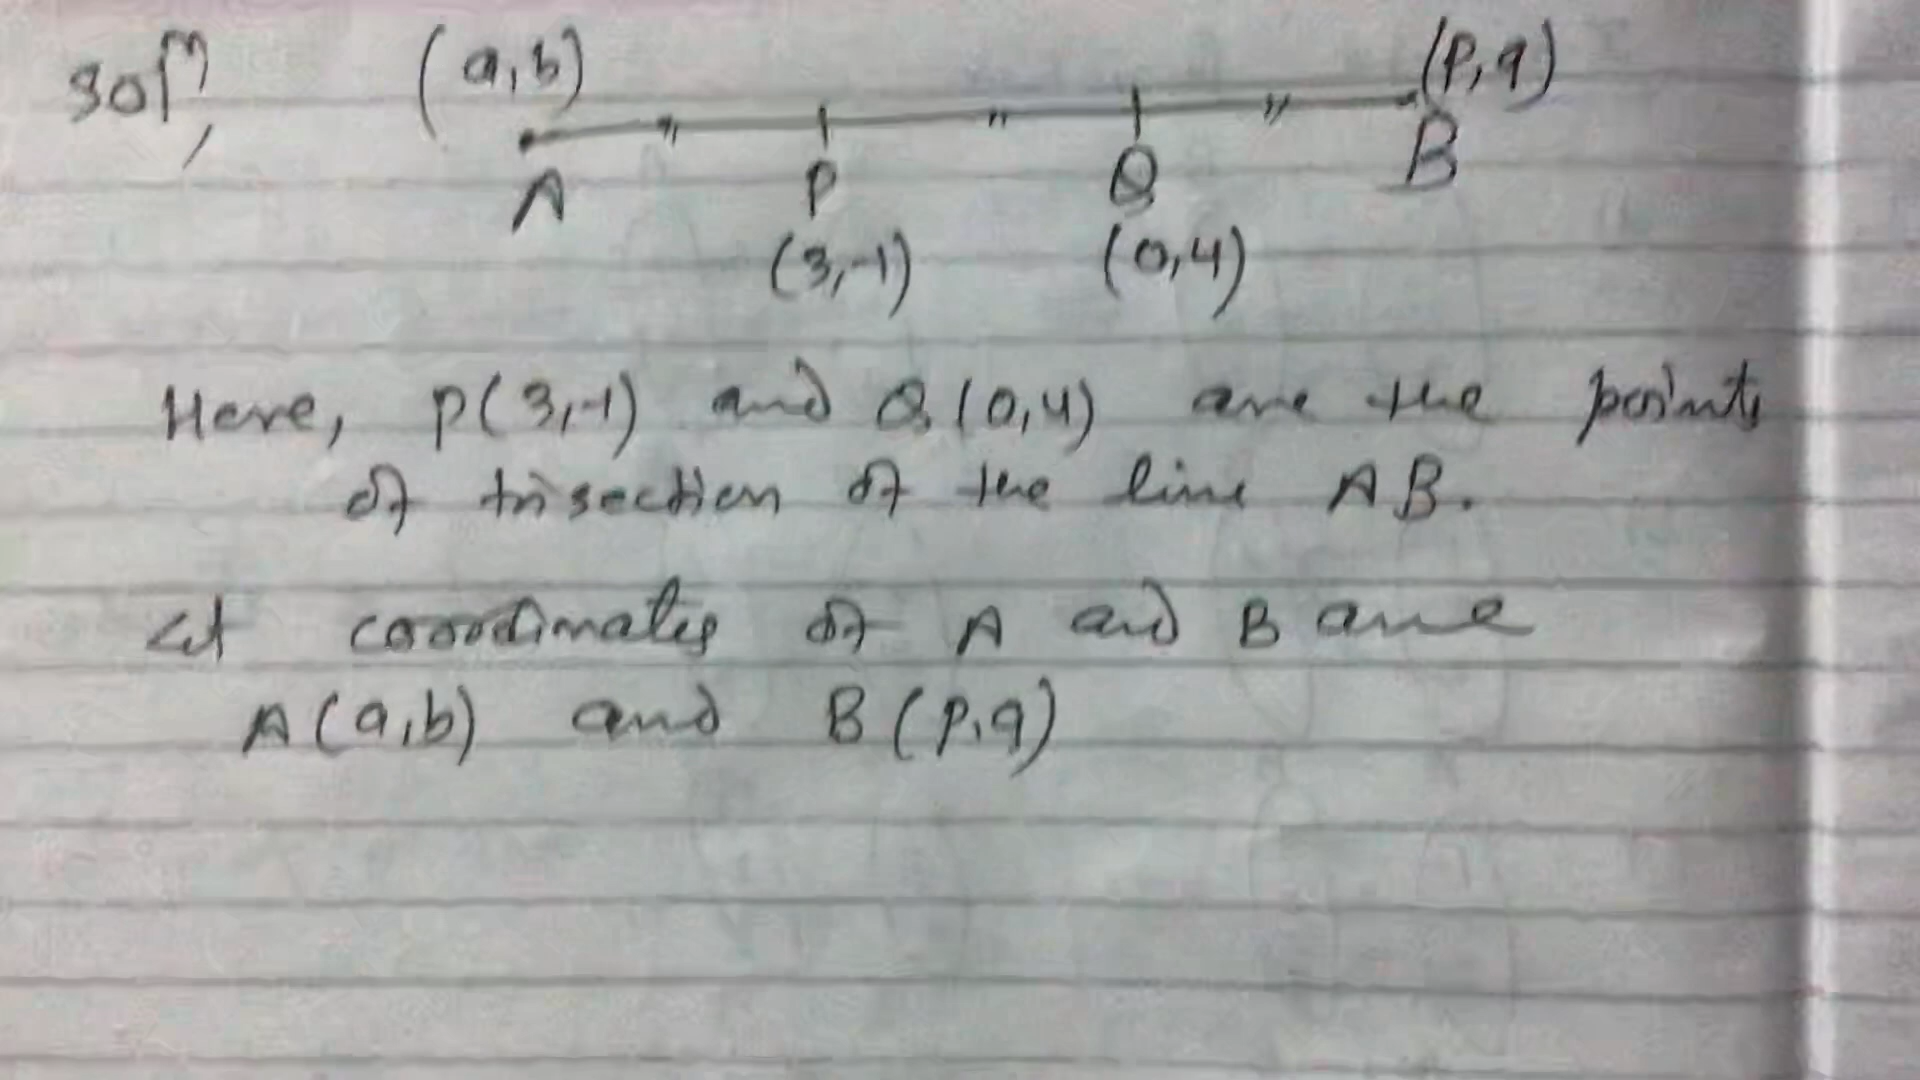 Soln,
(a,b) (p,q)
A P Q B
(3,-1) (0,4)
Here, P(3,-1) and Q(0,4) are the points
of trisection of the line AB.
Let coordinates of A and B are
A(a,b) and B(p,q)